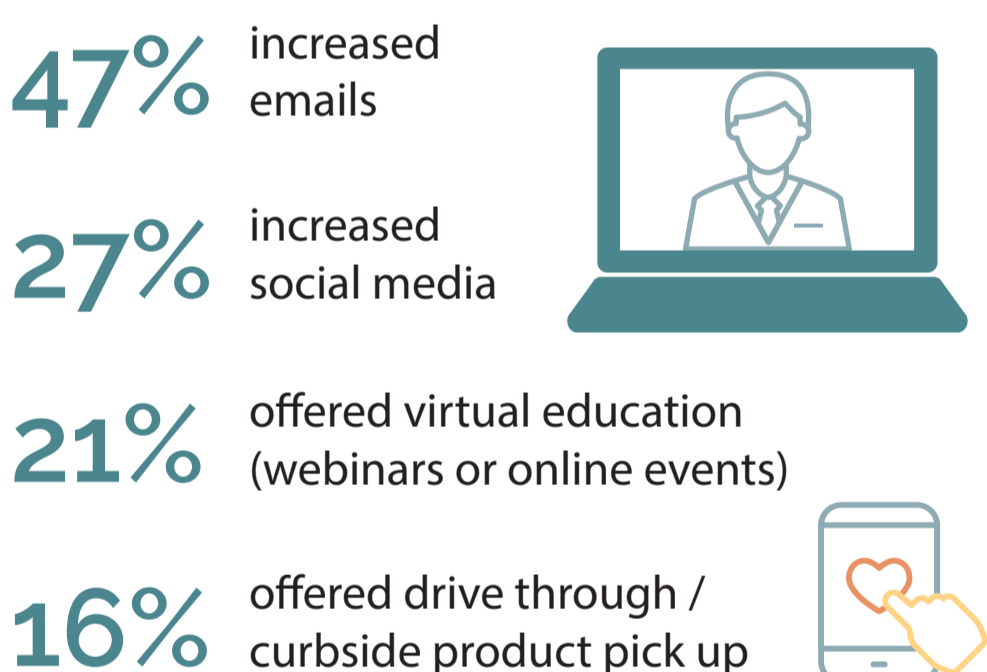 47% increased
emails
27% increased
social media
21% offered virtual education
(webinars or online events)
16% offered drive through /
curbside product pick up